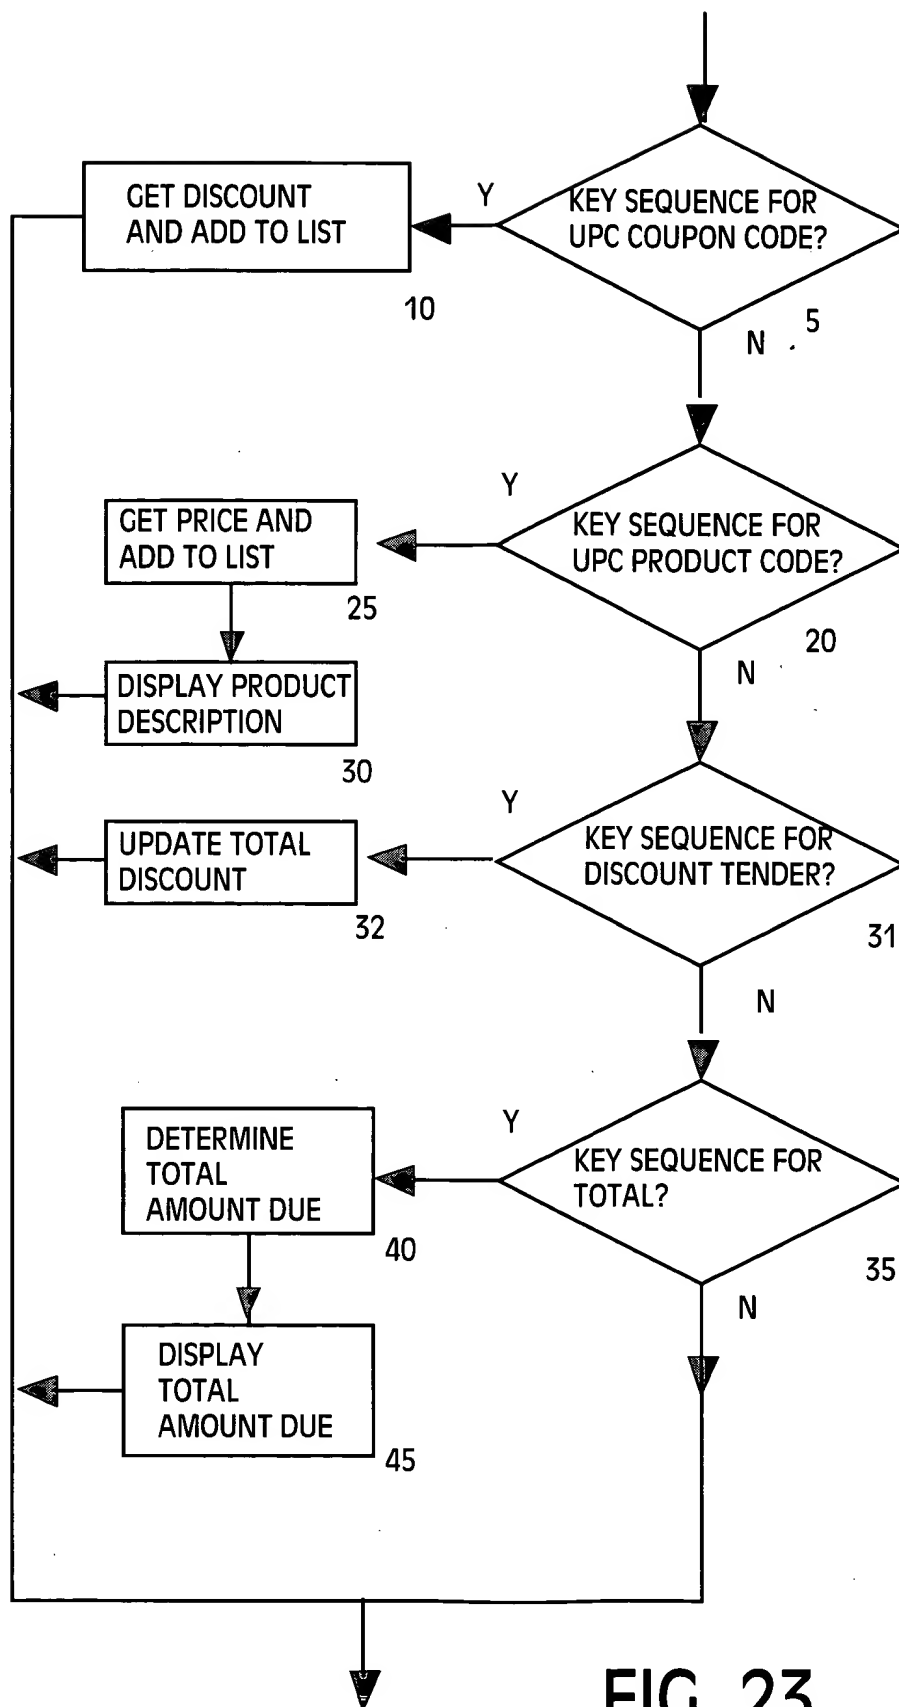 GET DISCOUNT
AND ADD TO LIST
10
Y
KEY SEQUENCE FOR
UPC COUPON CODE?
5
N
GET PRICE AND
ADD TO LIST
25
Y
KEY SEQUENCE FOR
UPC PRODUCT CODE?
20
N
DISPLAY PRODUCT
DESCRIPTION
30
UPDATE TOTAL
DISCOUNT
32
Y
KEY SEQUENCE FOR
DISCOUNT TENDER?
31
N
DETERMINE
TOTAL
AMOUNT DUE
40
Y
KEY SEQUENCE FOR
TOTAL?
35
N
DISPLAY
TOTAL
AMOUNT DUE
45
FIG. 23